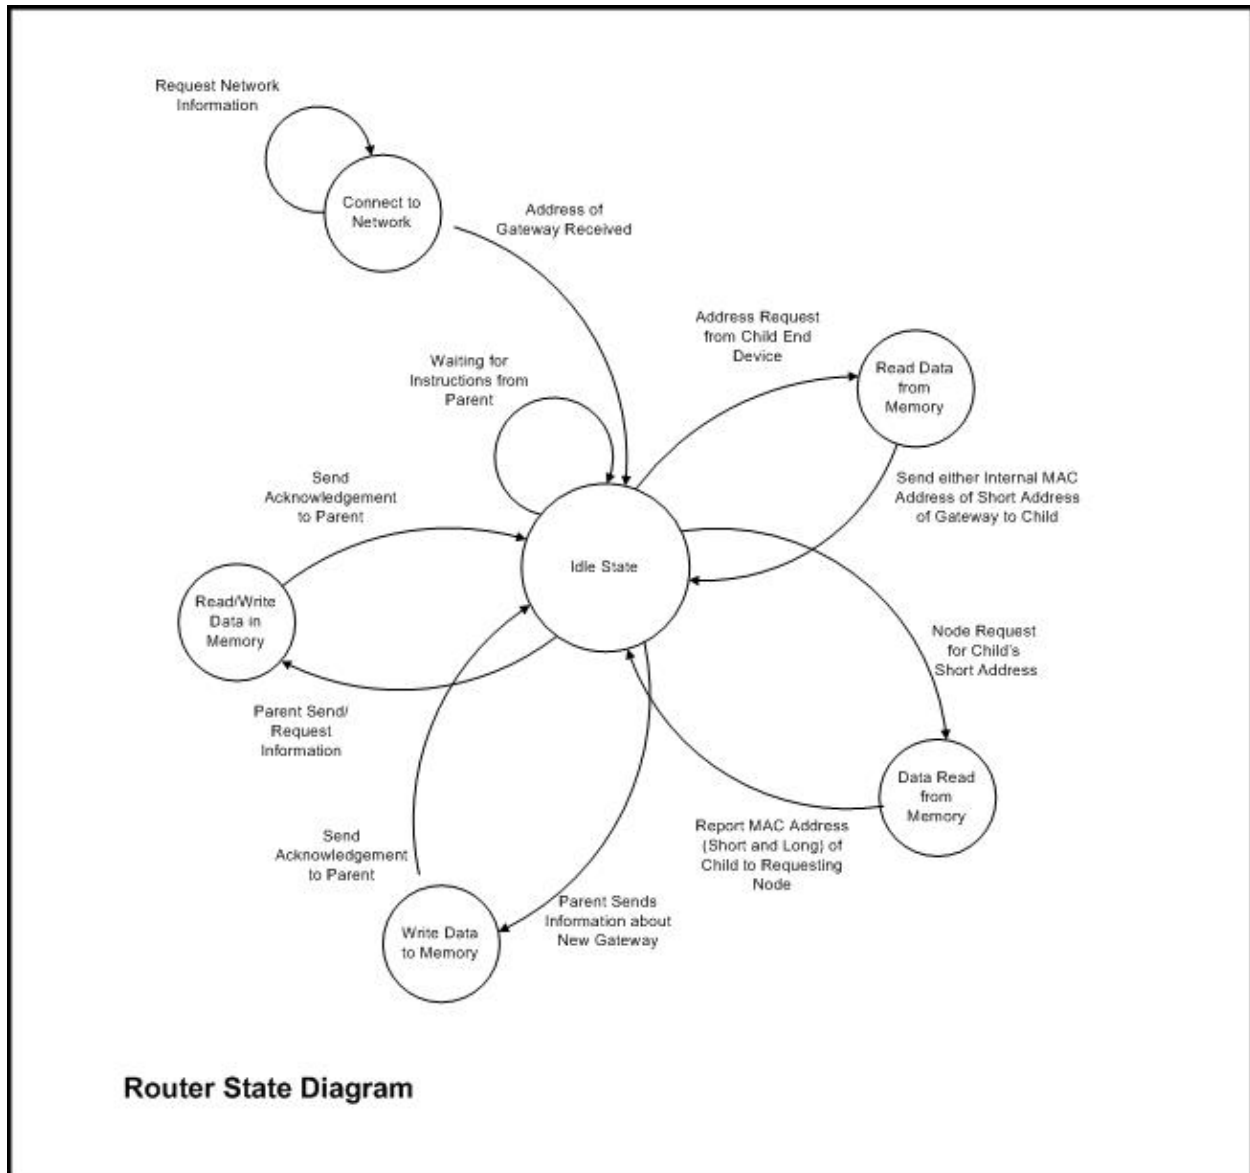 Request Network
Information
Connect to
Network
Address of
Gateway Received
Address Request
from Child End
Device
Waiting for
Instructions from
Parent
Read Data
from
Memory
Send
Acknowledgement
to Parent
Send either Internal MAC
Address of Short Address
of Gateway to Child
Idle State
Read/Write
Data in
Memory
Node Request
for Child's
Short Address
Parent Send/
Request
Information
Data Read
from
Memory
Report MAC Address
(Short and Long) of
Child to Requesting
Node
Send
Acknowledgement
to Parent
Parent Sends
Information about
New Gateway
Write Data
to Memory
Router State Diagram